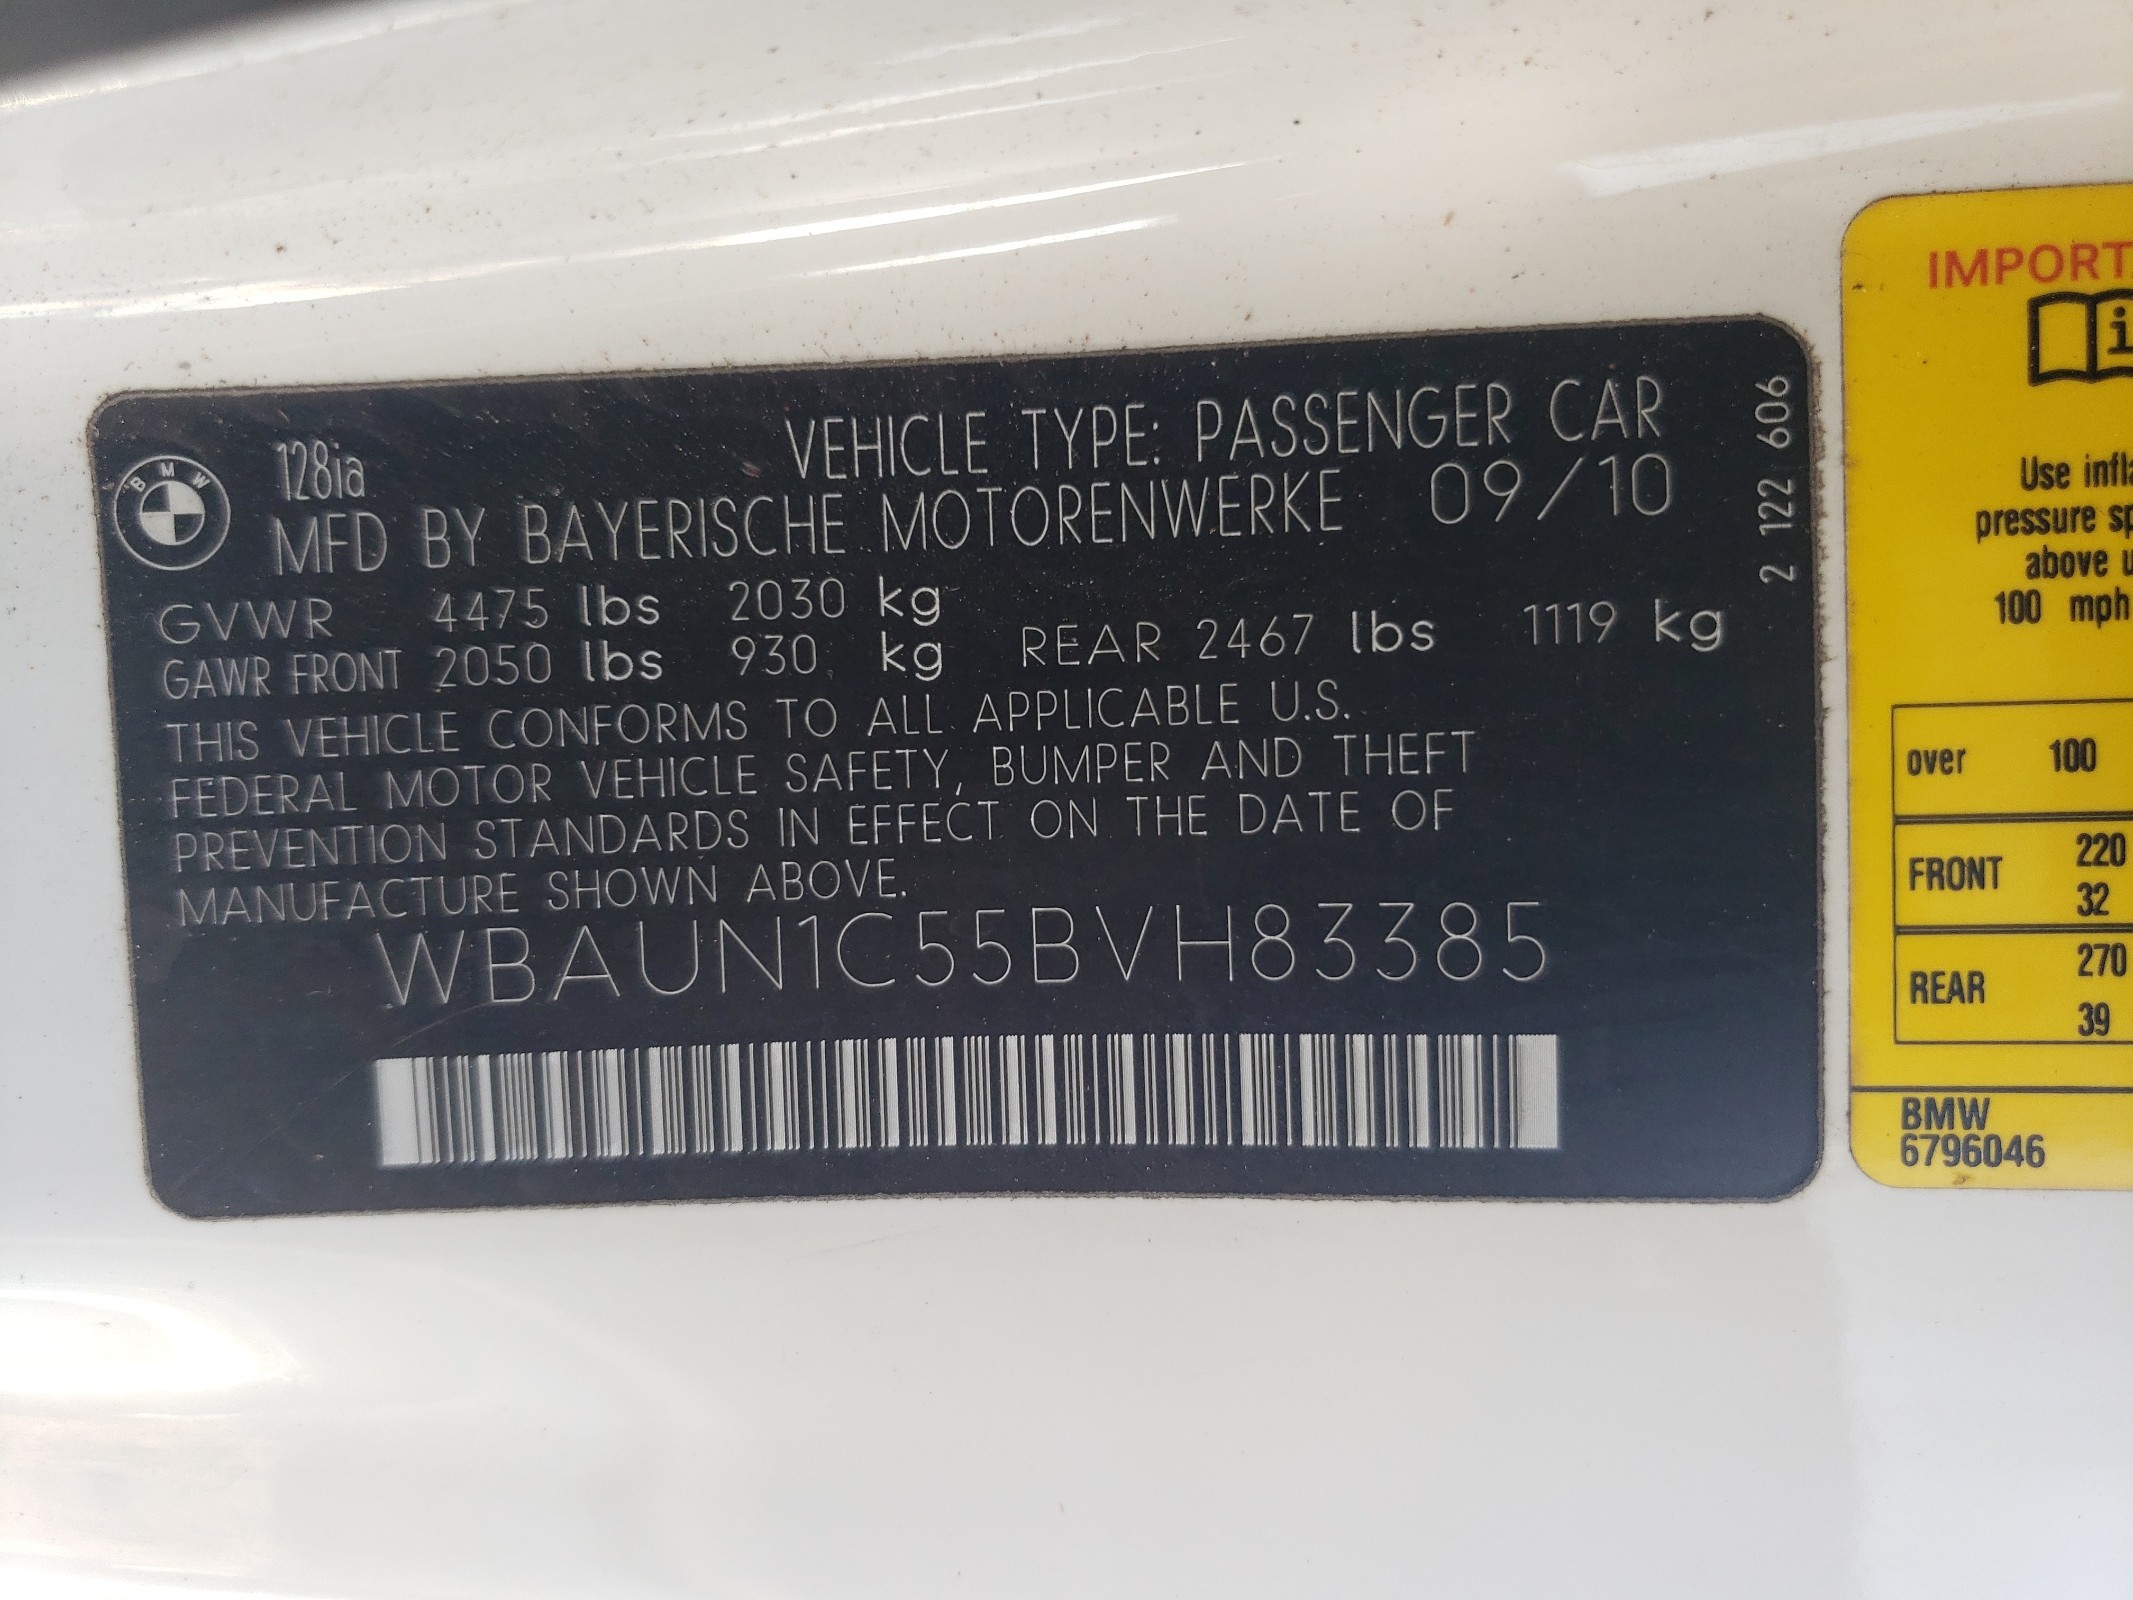 B M W
128ia
VEHICLE TYPE: PASSENGER CAR
MFD BY BAYERISCHE MOTORENWERKE 09/10
GVWR 4475 lbs 2030 kg
GAWR FRONT 2050 lbs 930 kg REAR 2467 lbs 1119 kg
THIS VEHICLE CONFORMS TO ALL APPLICABLE U.S.
FEDERAL MOTOR VEHICLE SAFETY, BUMPER AND THEFT
PREVENTION STANDARDS IN EFFECT ON THE DATE OF
MANUFACTURE SHOWN ABOVE.
WBAUN1C55BVH83385
2 122 606
IMPORT
i
Use infl
pressure sp
above u
100 mph
over 100
FRONT 220
32
REAR 270
39
BMW
6796046